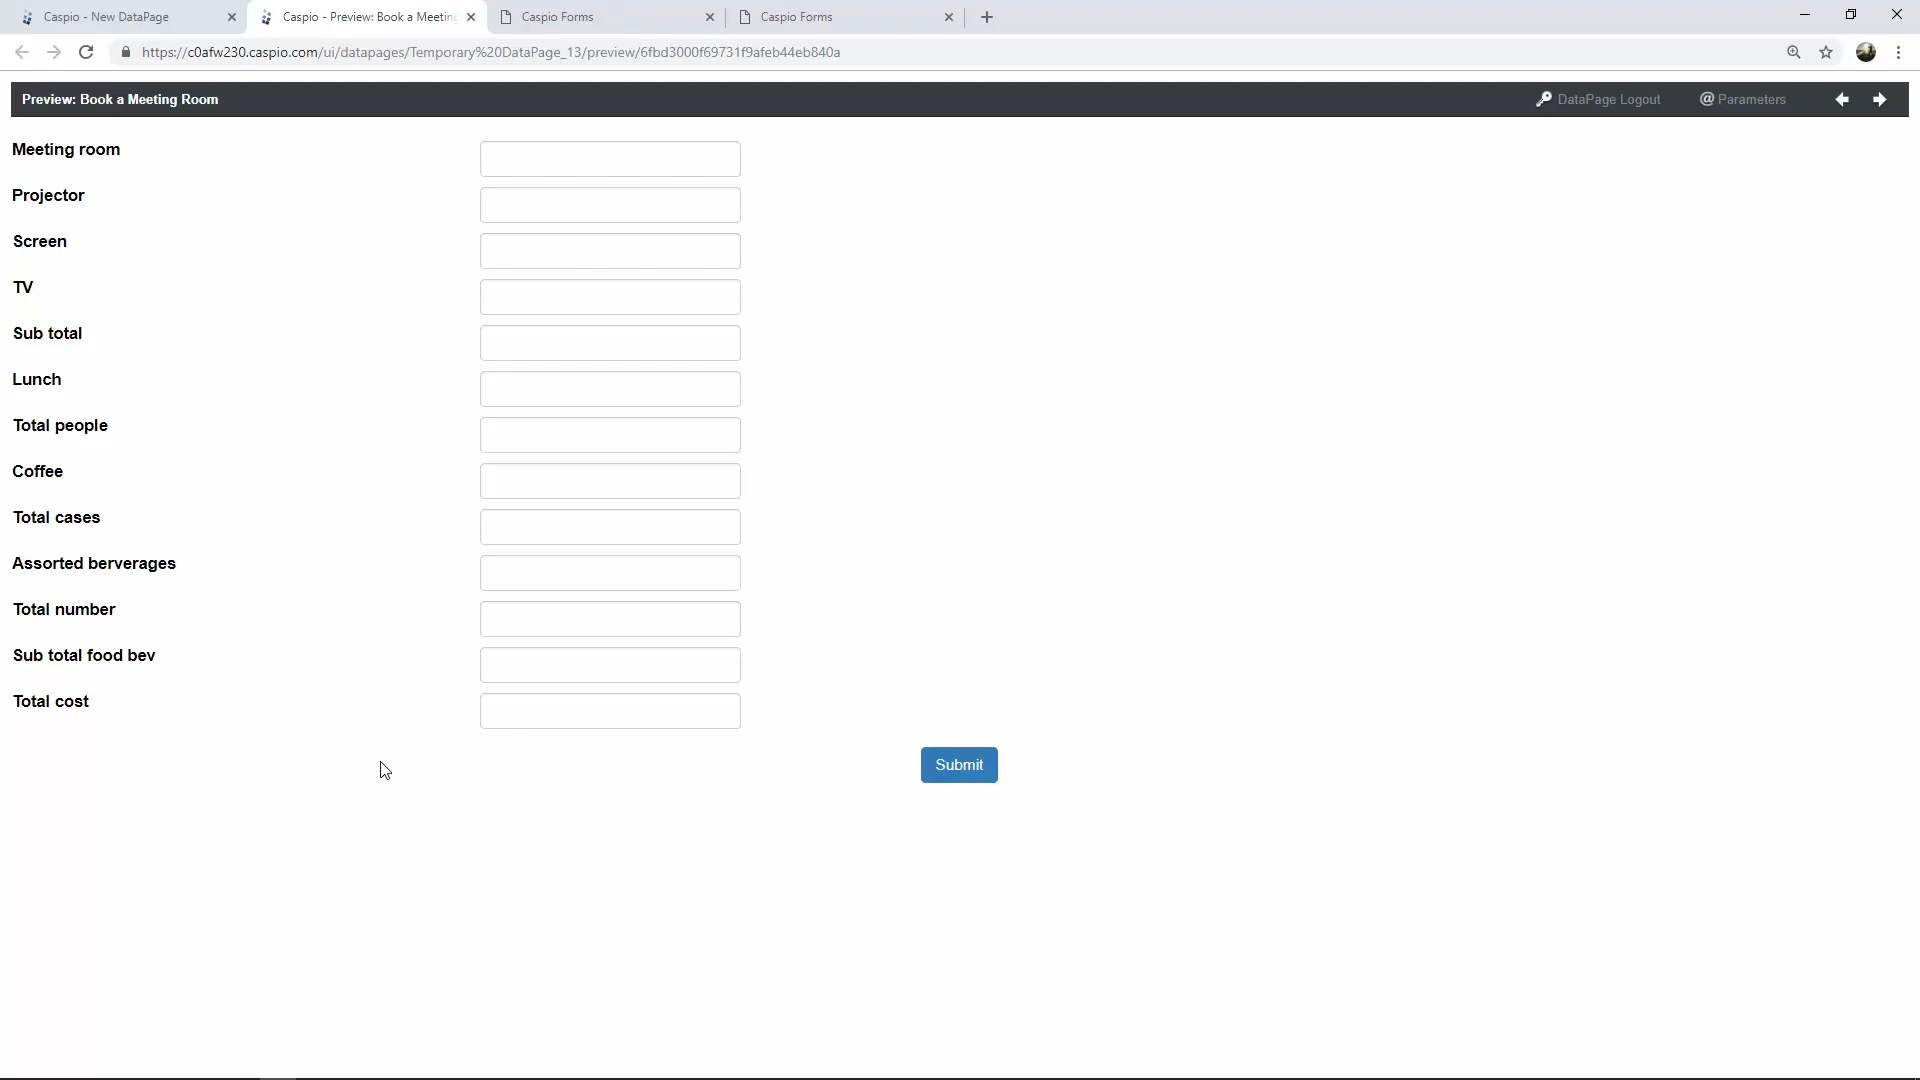 Caspio - New DataPage
Caspio - Preview: Book a Meeting
Caspio Forms
Caspio Forms
https://c0afw230.caspio.com/ui/datapages/Temporary%20DataPage_13/preview/6fbd3000f69731f9afeb44eb840a
Preview: Book a Meeting Room
DataPage Logout
@ Parameters
Meeting room
Projector
Screen
TV
Sub total
Lunch
Total people
Coffee
Total cases
Assorted berverages
Total number
Sub total food bev
Total cost
Submit